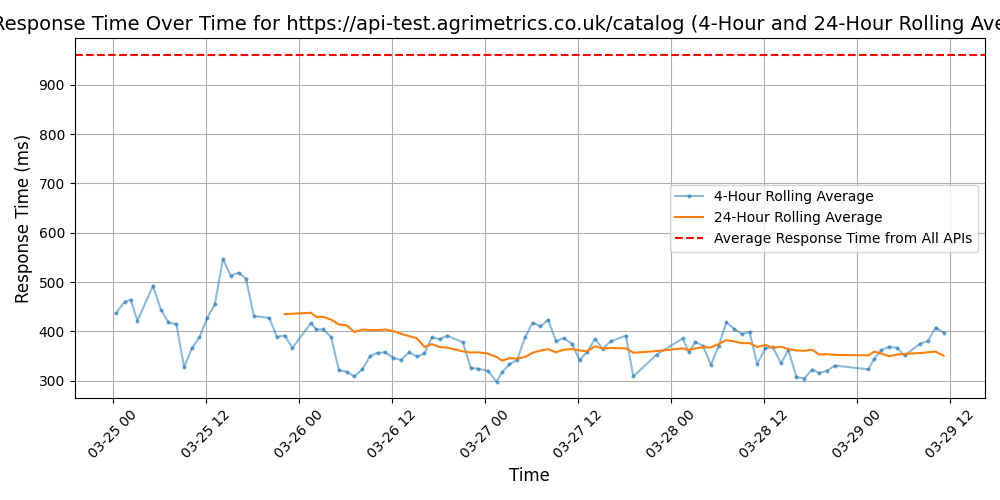 Response Time Over Time for https://api-test.agrimetrics.co.uk/catalog (4-Hour and 24-Hour Rolling Ave
Response Time (ms)
900
800
700
600
500
400
300
4-Hour Rolling Average
24-Hour Rolling Average
Average Response Time from All APIs
03-25 00
03-25 12
03-26 00
03-26 12
03-27 00
03-27 12
03-28 00
03-28 12
03-29 00
03-29 12
Time